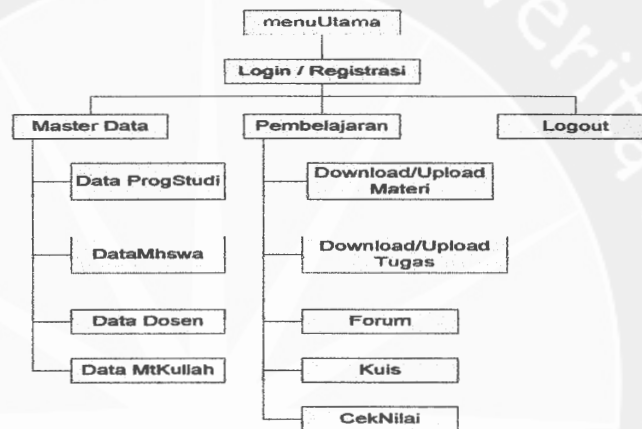 menuUtama
Login / Registrasi
Master Data
Pembelajaran
Logout
Data ProgStudi
Download/Upload
Materi
DataMhswa
Download/Upload
Tugas
Data Dosen
Forum
Data MtKuliah
Kuis
CekNilai